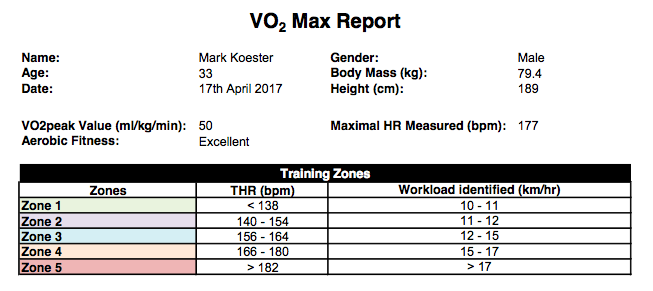 VO2 Max Report
Name: Mark Koester Gender: Male
Age: 33 Body Mass (kg): 79.4
Date: 17th April 2017 Height (cm): 189
VO2peak Value (ml/kg/min): 50 Maximal HR Measured (bpm): 177
Aerobic Fitness: Excellent
Training Zones
Zones THR (bpm) Workload identified (km/hr)
Zone 1 < 138 10 - 11
Zone 2 140 - 154 11 - 12
Zone 3 156 - 164 12 - 15
Zone 4 166 - 180 15 - 17
Zone 5 > 182 > 17